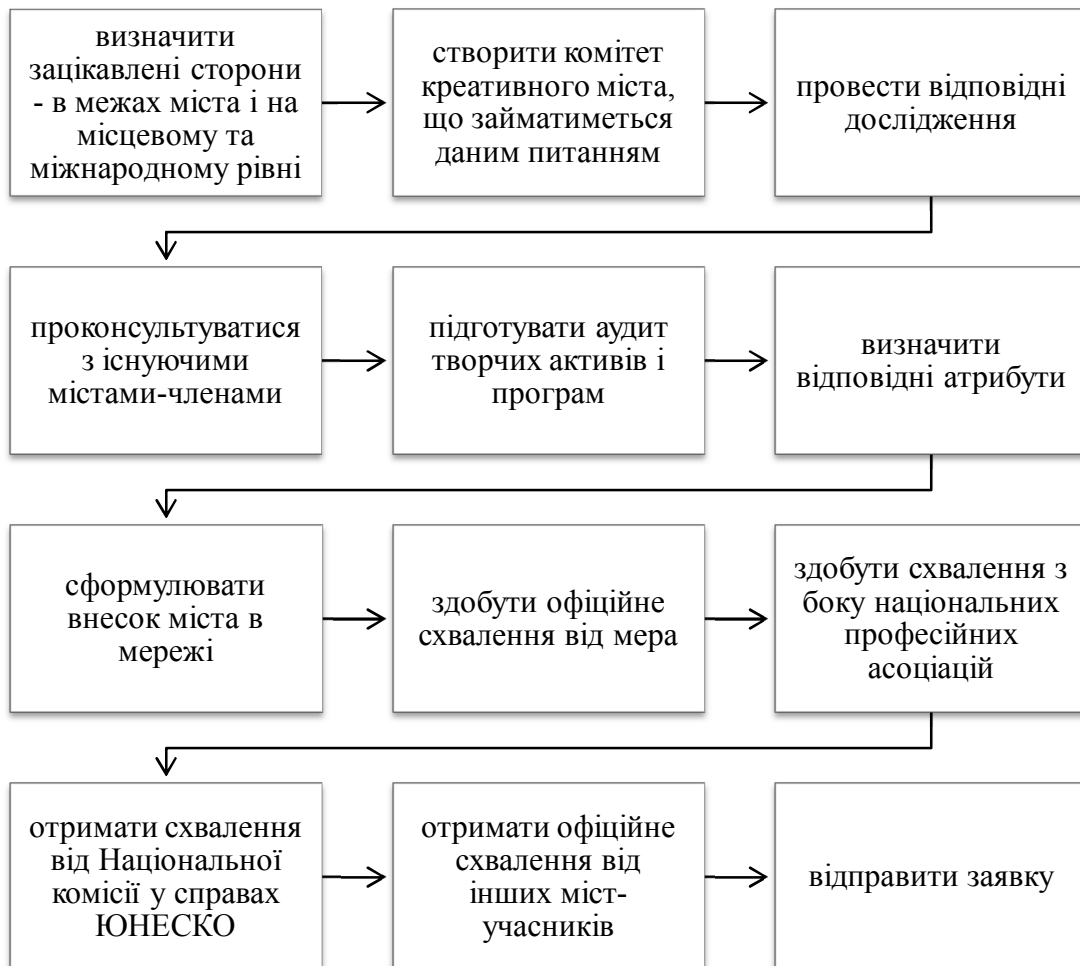 визначити
зацікавлені сторони
- в межах міста і на
місцевому та
міжнародному рівні
створити комітет
креативного міста,
що займатиметься
даним питанням
провести відповідні
дослідження
проконсультуватися
з існуючими
містами-членами
підготувати аудит
творчих активів і
програм
визначити
відповідні атрибути
сформулювати
внесок міста в
мережі
здобути офіційне
схвалення від мера
здобути схвалення з
боку національних
професійних
асоціацій
отримати схвалення
від Національної
комісії у справах
ЮНЕСКО
отримати офіційне
схвалення від
інших міст-
учасників
відправити заявку